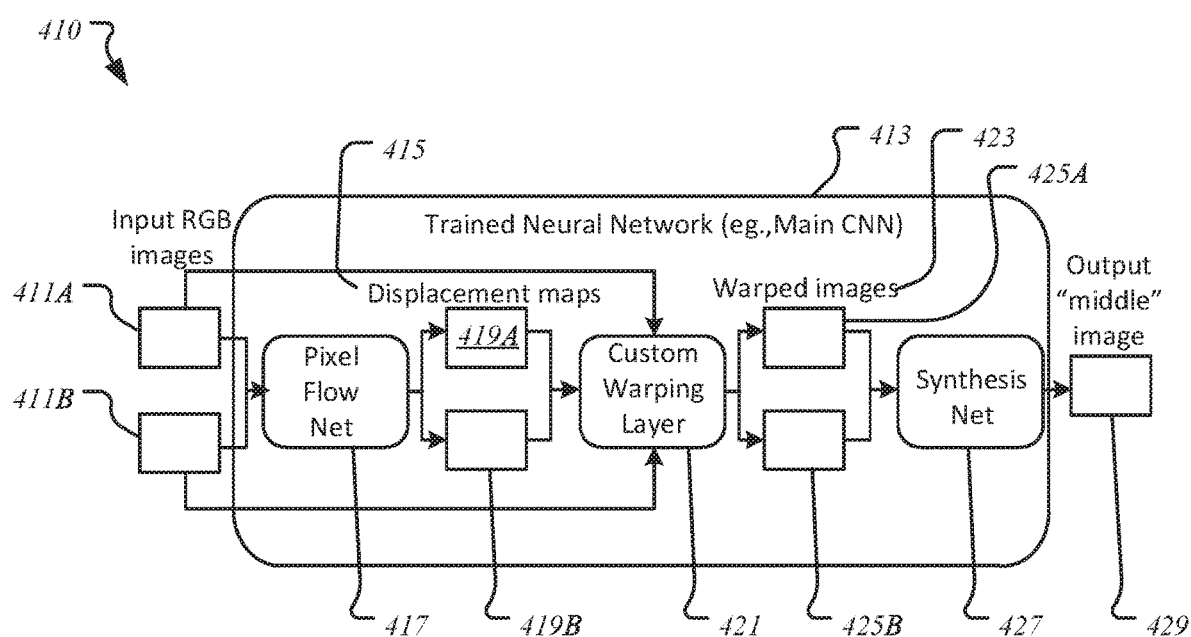 410
415
413
423
425A
Input RGB
images
Trained Neural Network (eg.,Main CNN)
Output
"middle"
image
411A
Displacement maps
Warped images
419A
Pixel
Flow
Net
Custom
Warping
Layer
Synthesis
Net
411B
417
419B
421
425B
427
429